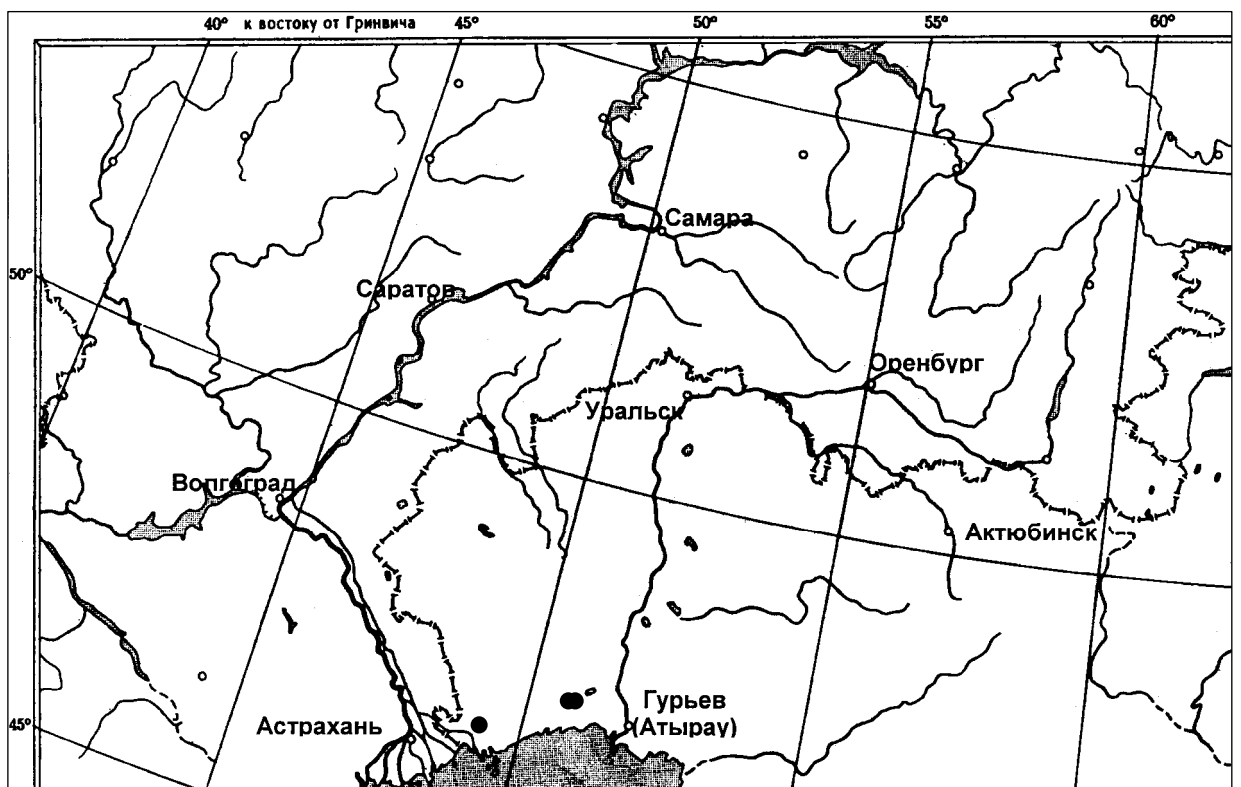 40° к востоку от Гринвича 45° 50° 55° 60°
Самара
50°
Саратов
Оренбург
Уральск
Волгоград
Актюбинск
Гурьев
(Атырау)
Астрахань
45°